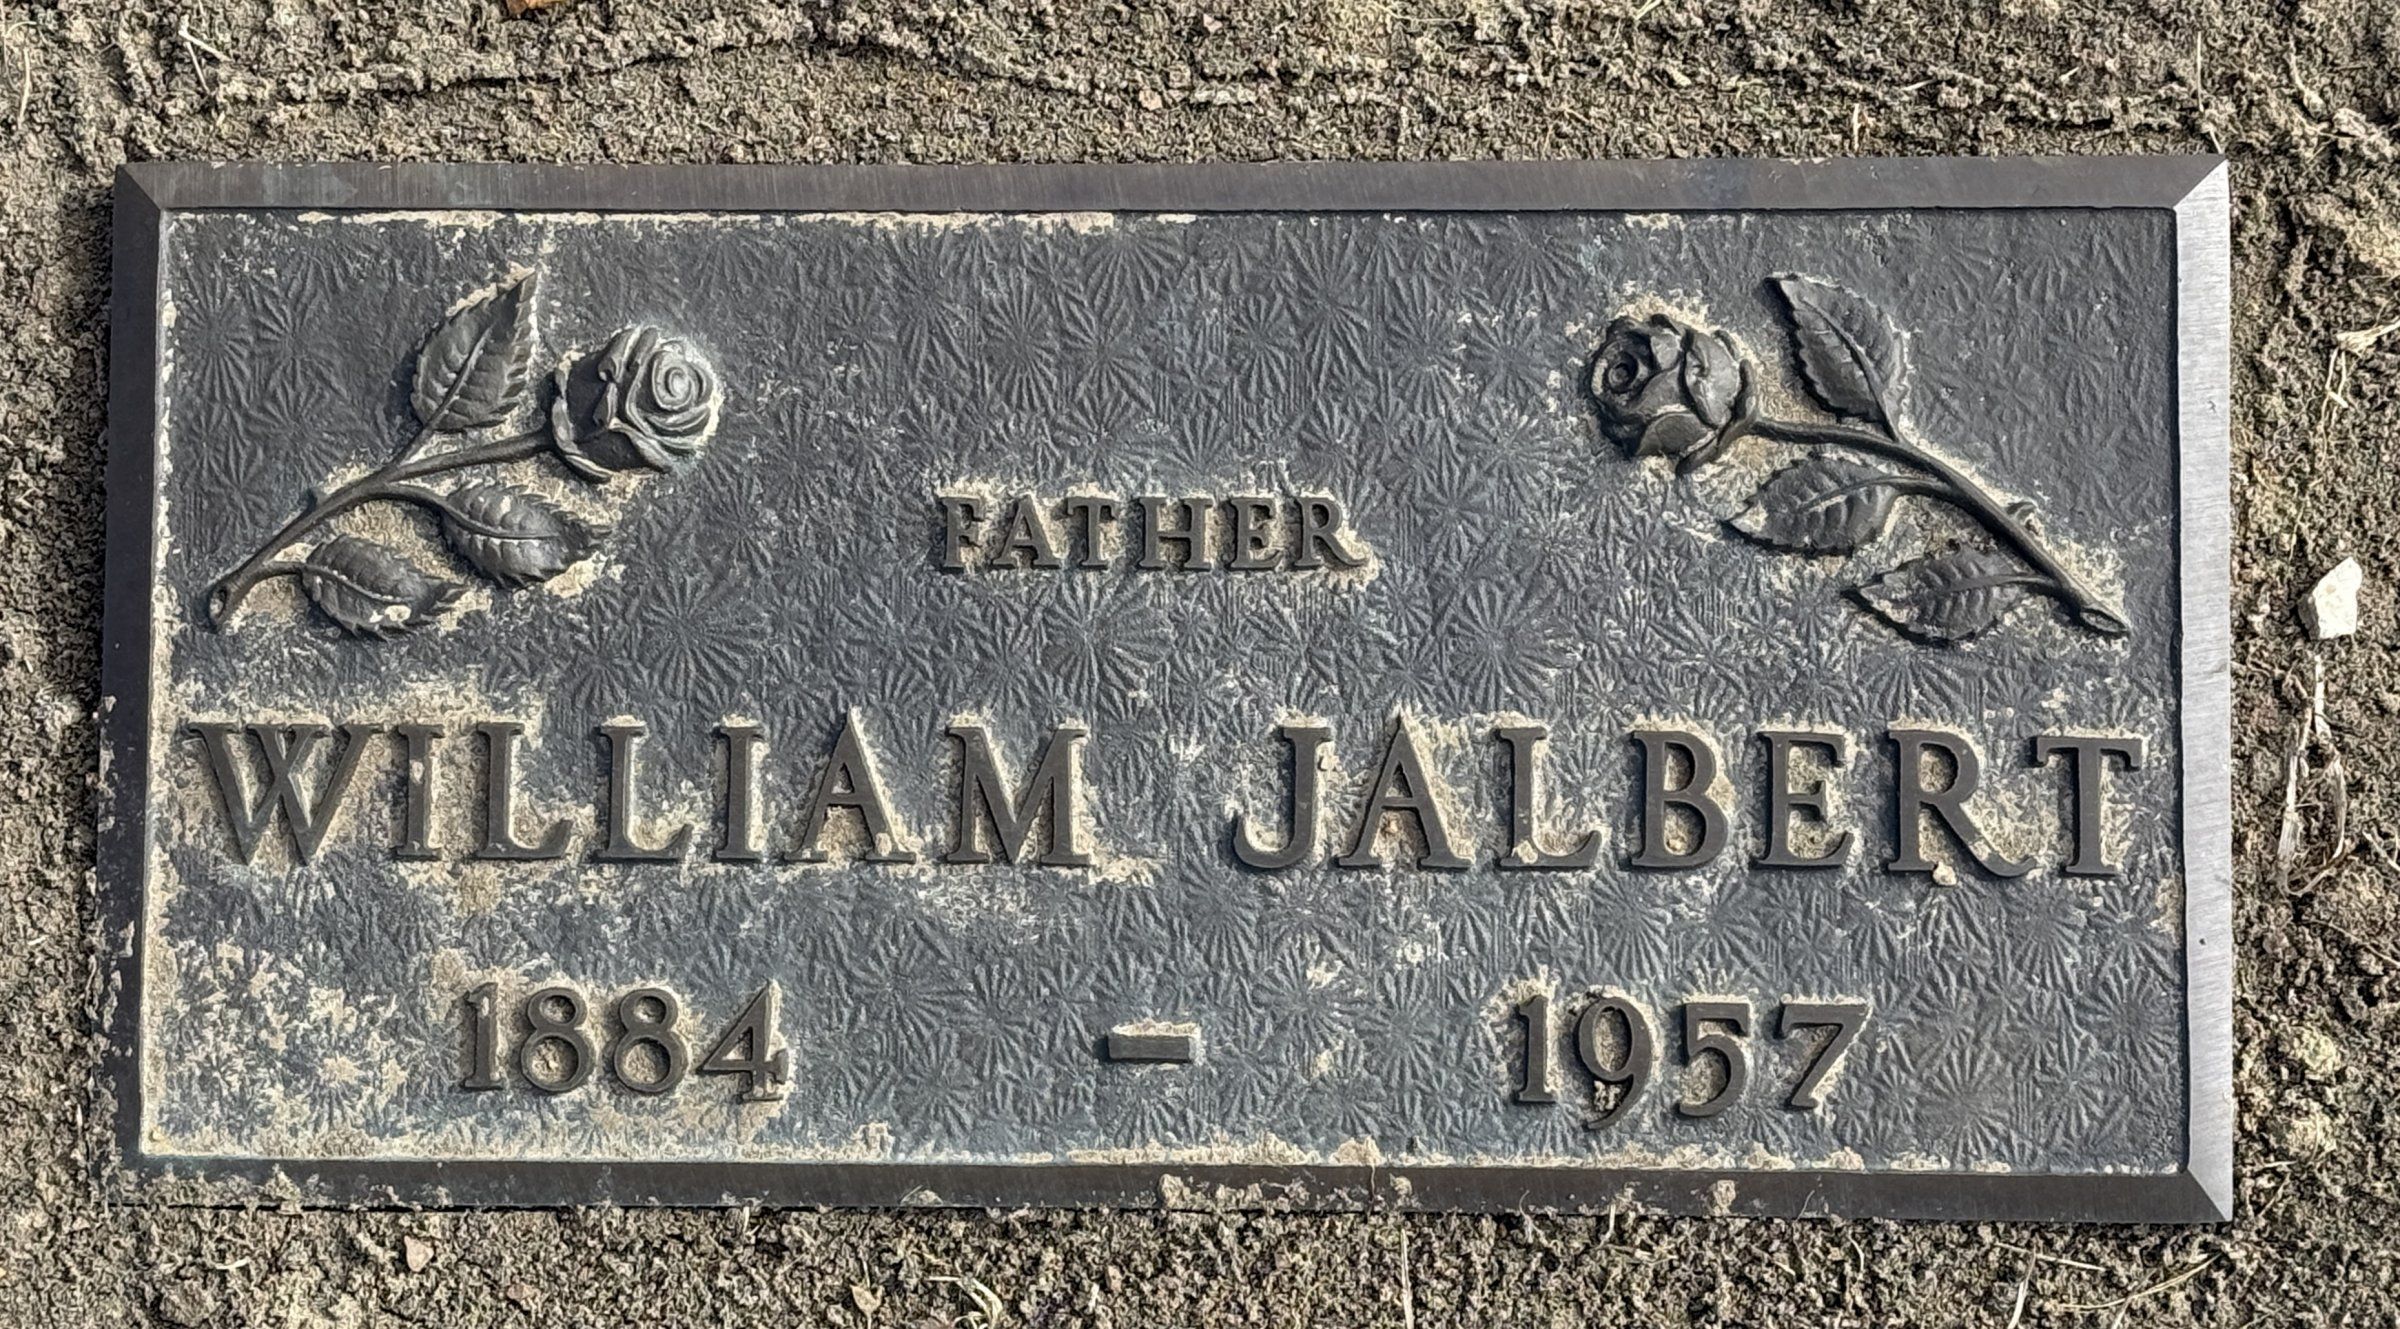 FATHER
WILLIAM JALBERT
1884 - 1957